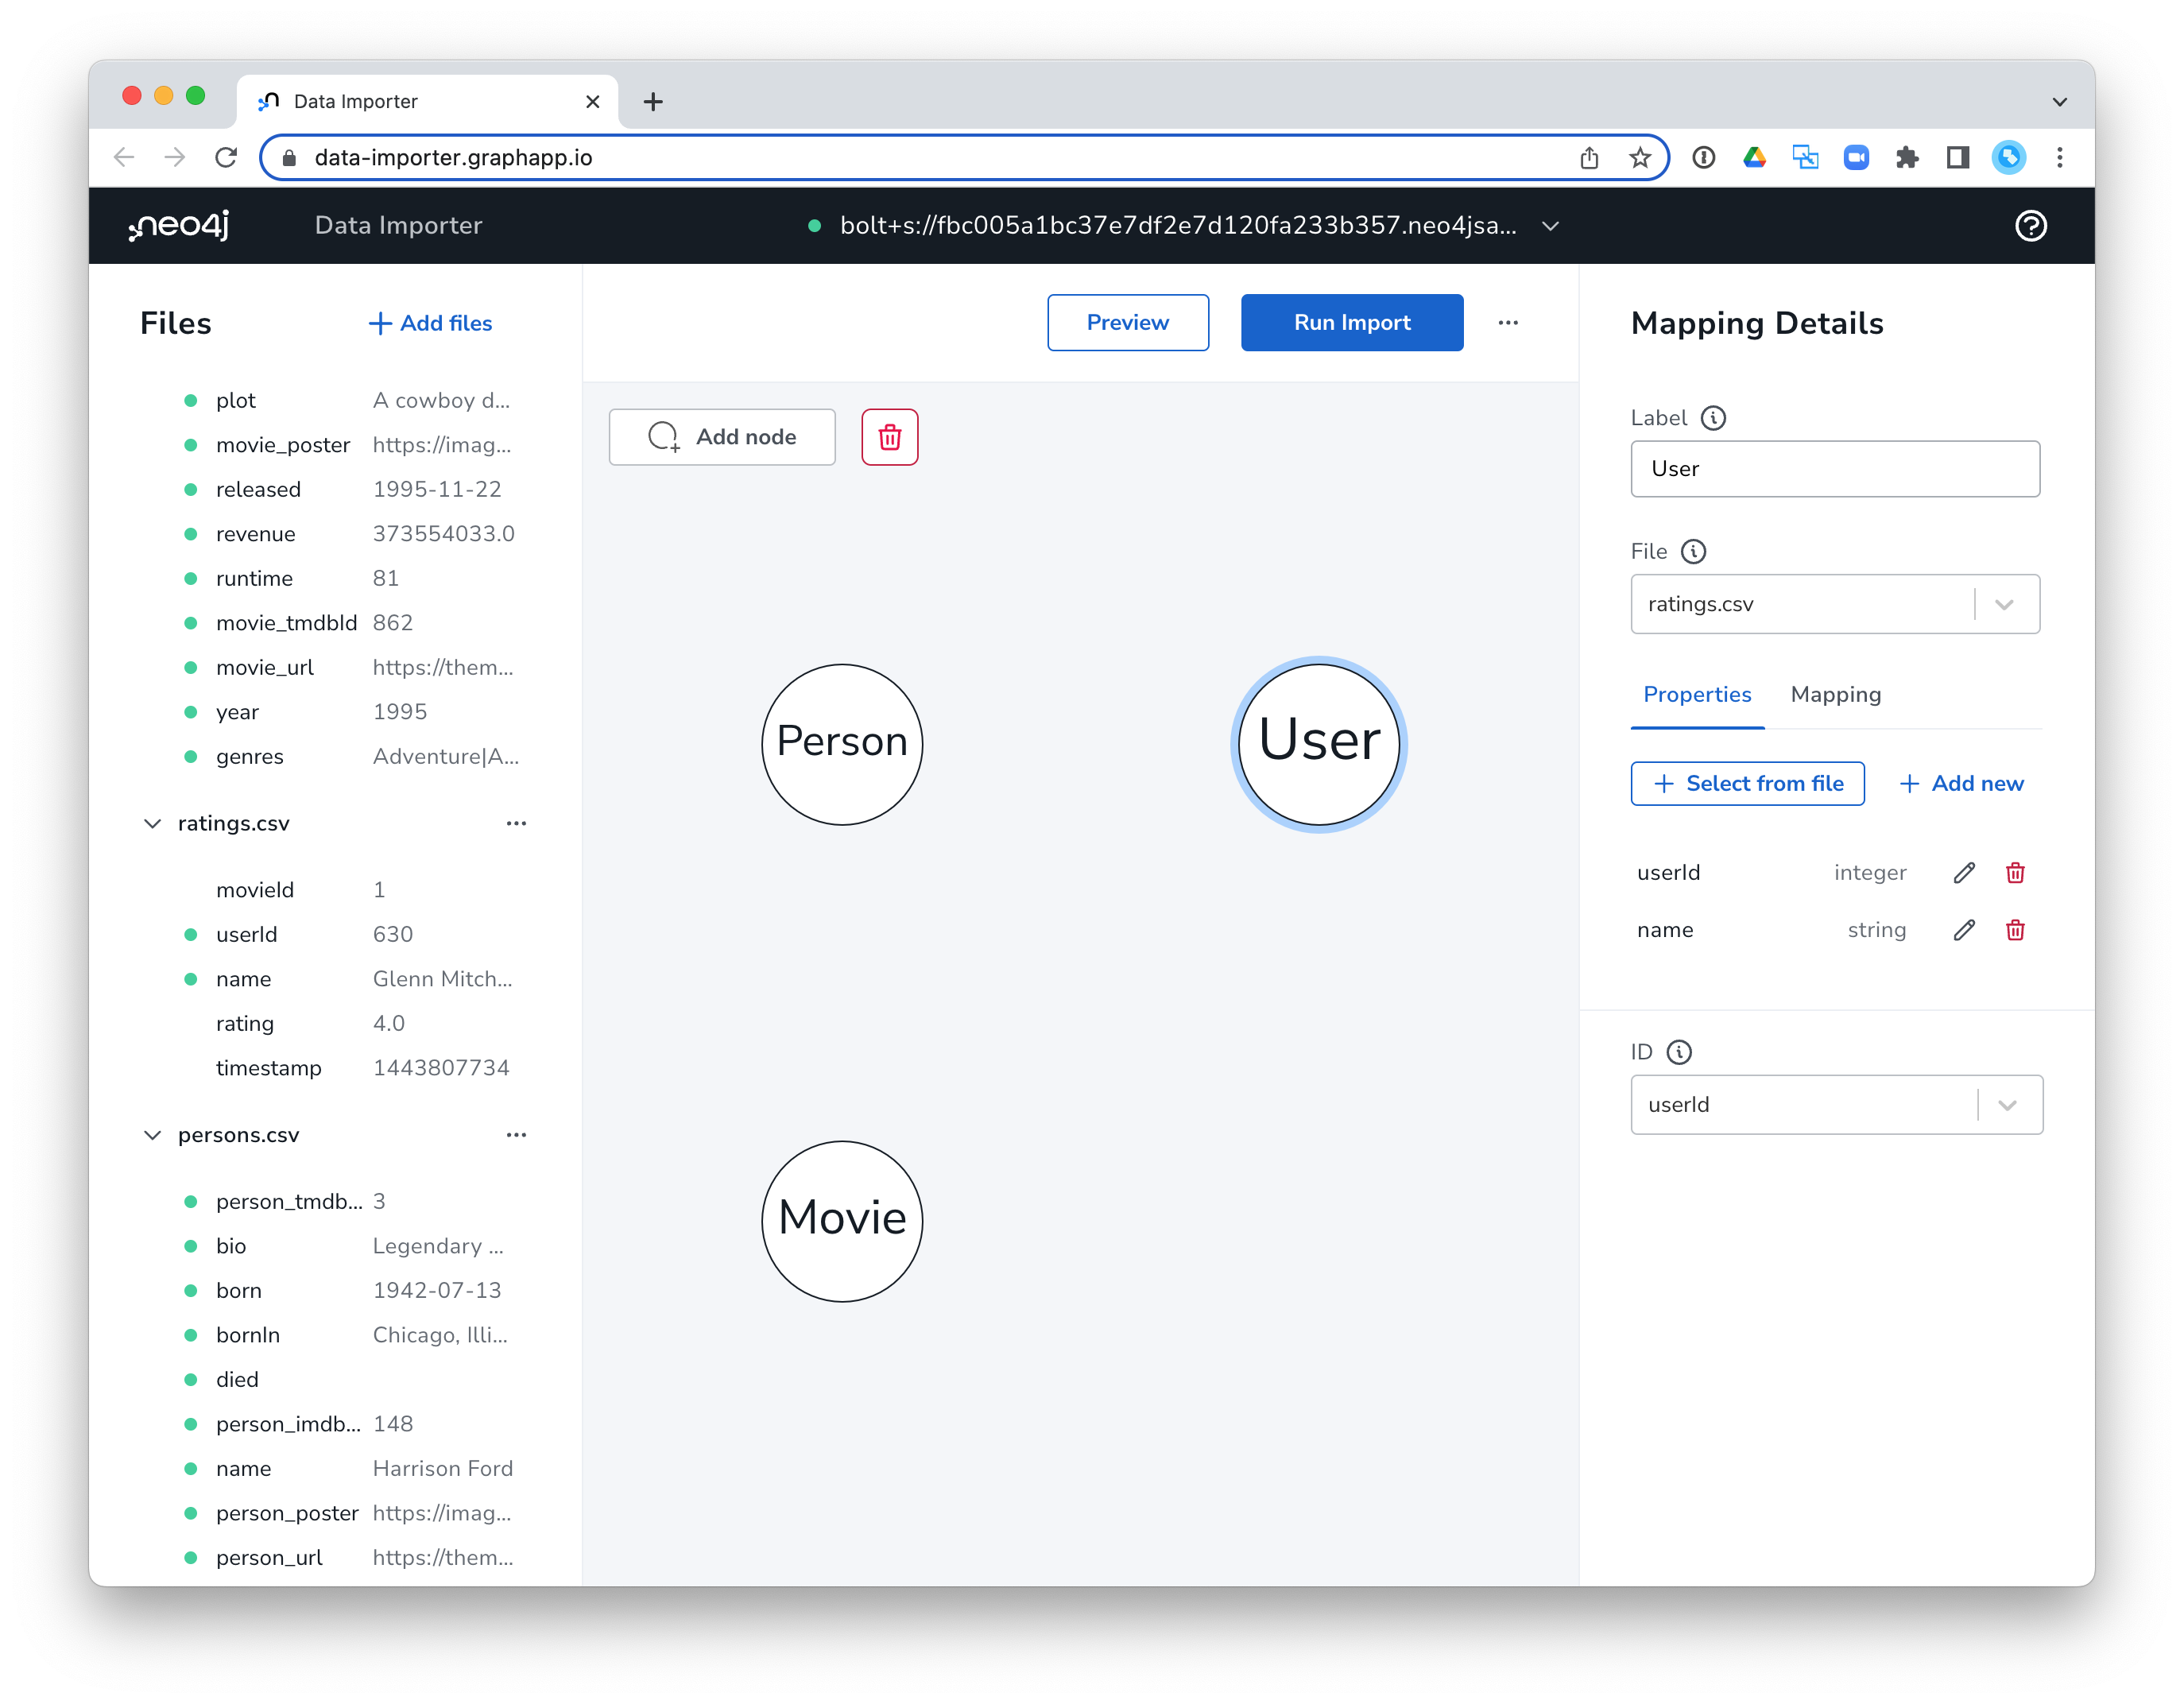 Data Importer
data-importer.graphapp.io
neo4j
Data Importer
bolt+s://fbc005a1bc37e7df2e7d120fa233b357.neo4jsa...
Files
Add files
plot A cowboy d...
movie_poster https://imag...
released 1995-11-22
revenue 373554033.0
runtime 81
movie_tmdbId 862
movie_url https://them...
year 1995
genres Adventure|A...
ratings.csv
movieId 1
userId 630
name Glenn Mitch...
rating 4.0
timestamp 1443807734
persons.csv
person_tmdb... 3
bio Legendary ...
born 1942-07-13
bornIn Chicago, Illi...
died
person_imdb... 148
name Harrison Ford
person_poster https://imag...
person_url https://them...
Preview
Run Import
Add node
Person
User
Movie
Mapping Details
Label
User
File
ratings.csv
Properties Mapping
Select from file
Add new
userId integer
name string
ID
userId